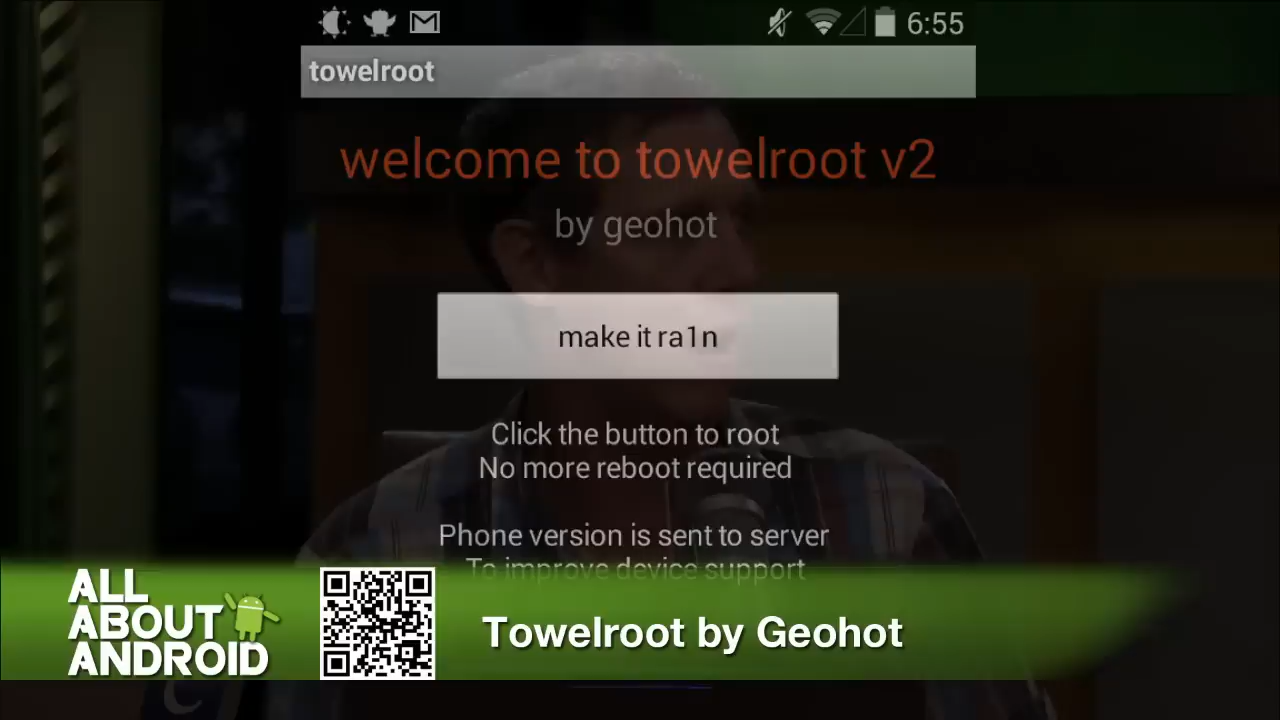 6:55
towelroot
welcome to towelroot v2
by geohot
make it ra1n
Click the button to root
No more reboot required
Phone version is sent to server
To improve device support
ALL
ABOUT
ANDROID
Towelroot by Geohot